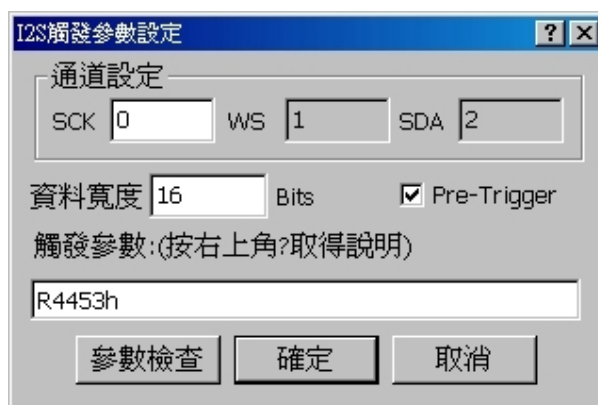 I2S觸發參數設定
通道設定
SCK 0 WS 1 SDA 2
資料寬度 16 Bits Pre-Trigger
觸發參數:(按右上角?取得說明)
R4453h
參數檢查 確定 取消